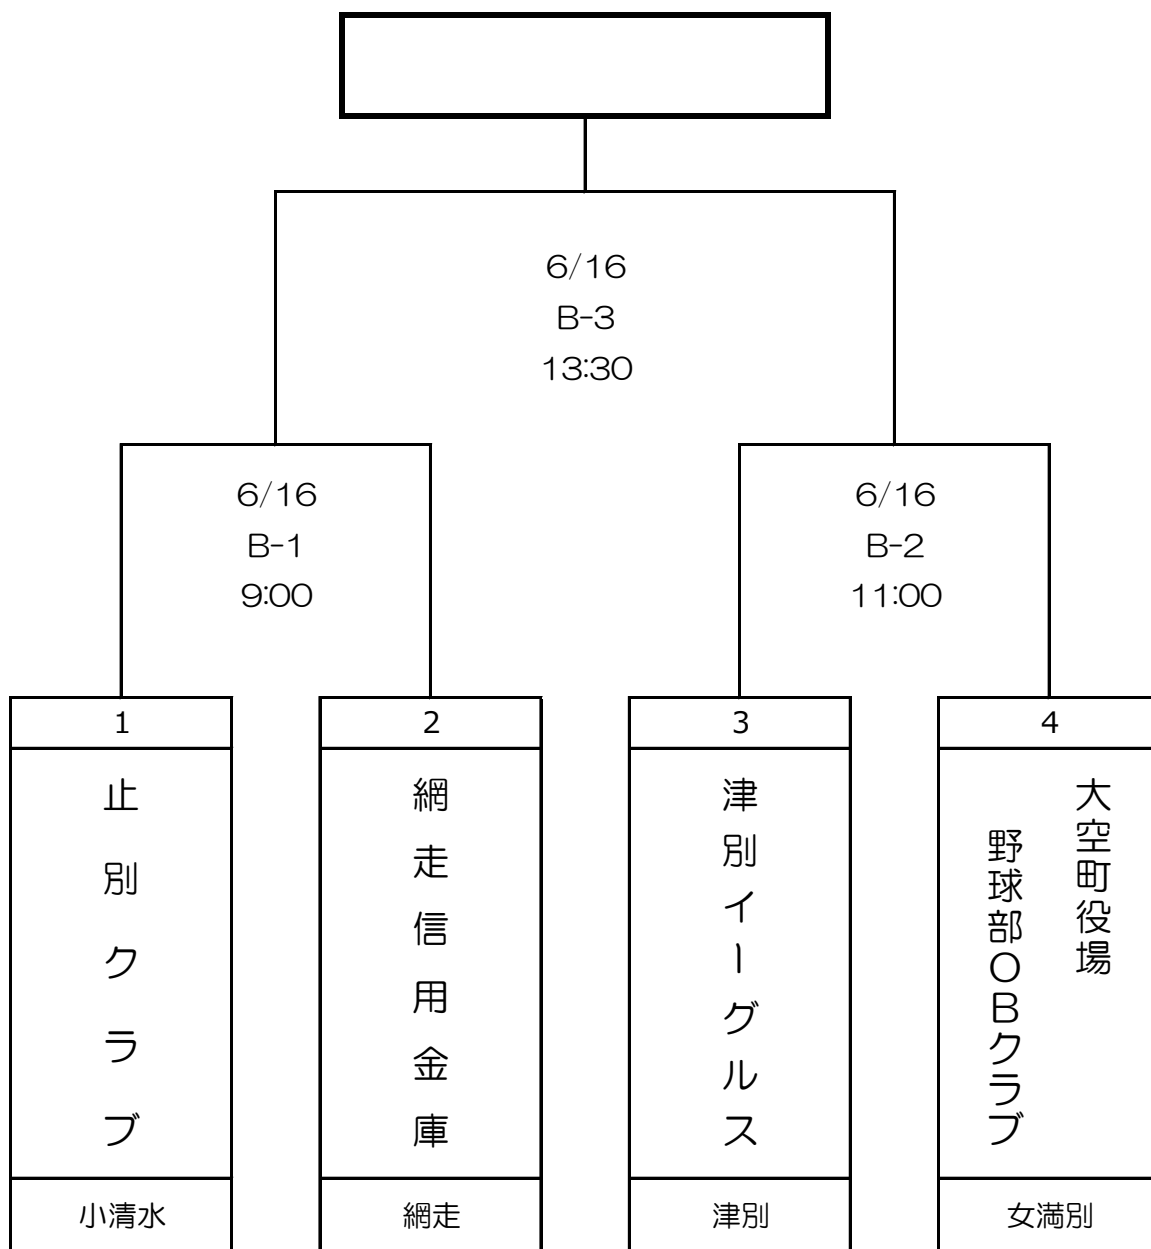 6/16
B-3
13:30
6/16
B-1
9:00
6/16
B-2
11:00
1
2
3
4
止別クラブ
網走信用金庫
津別イーグルス
大空町役場
野球部OBクラブ
小清水
網走
津別
女満別